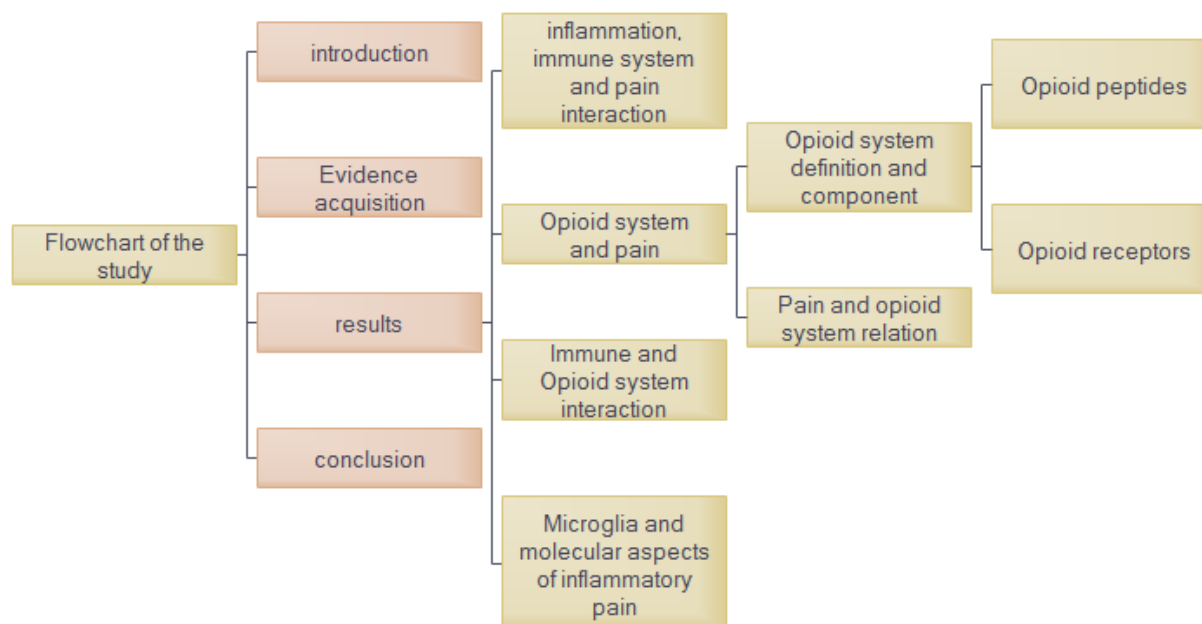 Flowchart of the
study
introduction
Evidence
acquisition
results
conclusion
inflammation,
immune system
and pain
interaction
Opioid system
and pain
Immune and
Opioid system
interaction
Microglia and
molecular aspects
of inflammatory
pain
Opioid system
definition and
component
Pain and opioid
system relation
Opioid peptides
Opioid receptors